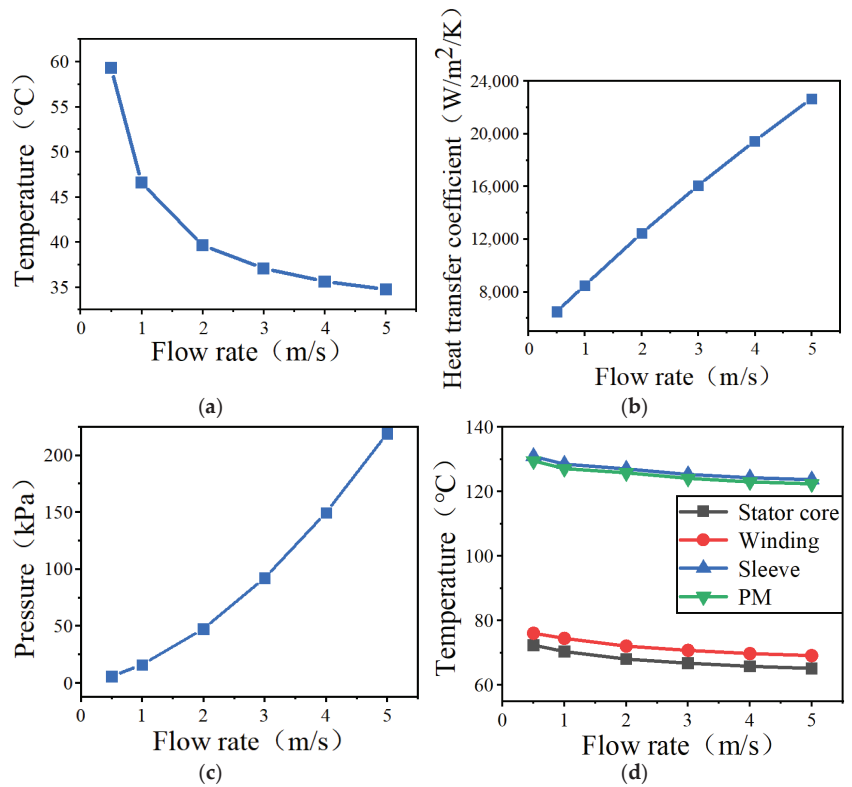 60
55
50
45
40
35
0
1
2
3
4
5
Temperature（℃）
Flow rate（m/s）
(a)
24,000
20,000
16,000
12,000
8,000
0
1
2
3
4
5
Heat transfer coefficient（W/m²/K）
Flow rate（m/s）
(b)
200
150
100
50
0
0
1
2
3
4
5
Pressure（kPa）
Flow rate（m/s）
(c)
140
120
100
80
60
0
1
2
3
4
5
Temperature（℃）
Stator core
Winding
Sleeve
PM
Flow rate（m/s）
(d)